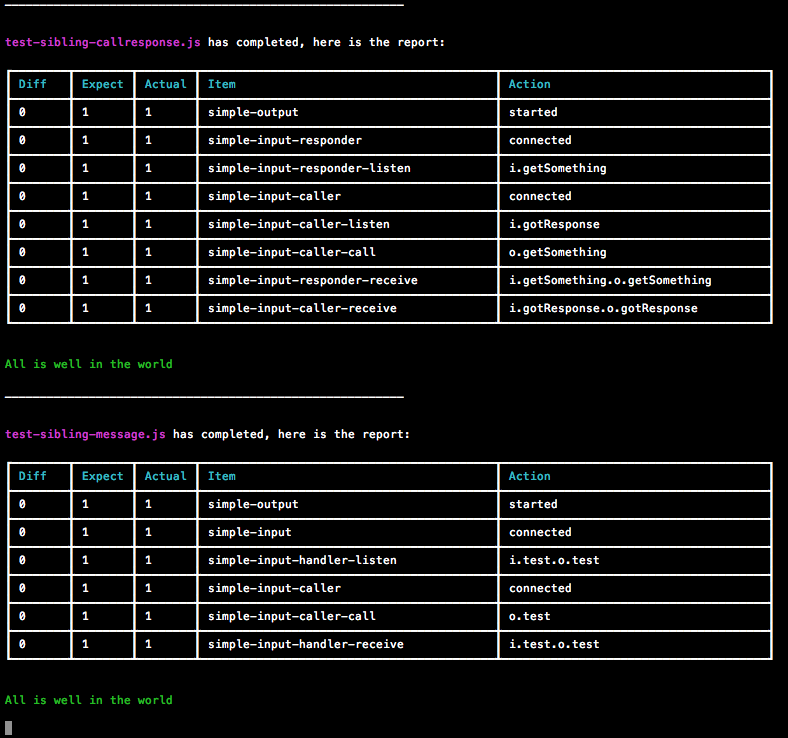 test-sibling-callresponse.js has completed, here is the report:
Diff Expect Actual Item Action
0 1 1 simple-output started
0 1 1 simple-input-responder connected
0 1 1 simple-input-responder-listen i.getSomething
0 1 1 simple-input-caller connected
0 1 1 simple-input-caller-listen i.gotResponse
0 1 1 simple-input-caller-call o.getSomething
0 1 1 simple-input-responder-receive i.getSomething.o.getSomething
0 1 1 simple-input-caller-receive i.gotResponse.o.gotResponse
All is well in the world
test-sibling-message.js has completed, here is the report:
Diff Expect Actual Item Action
0 1 1 simple-output started
0 1 1 simple-input connected
0 1 1 simple-input-handler-listen i.test.o.test
0 1 1 simple-input-caller connected
0 1 1 simple-input-caller-call o.test
0 1 1 simple-input-handler-receive i.test.o.test
All is well in the world